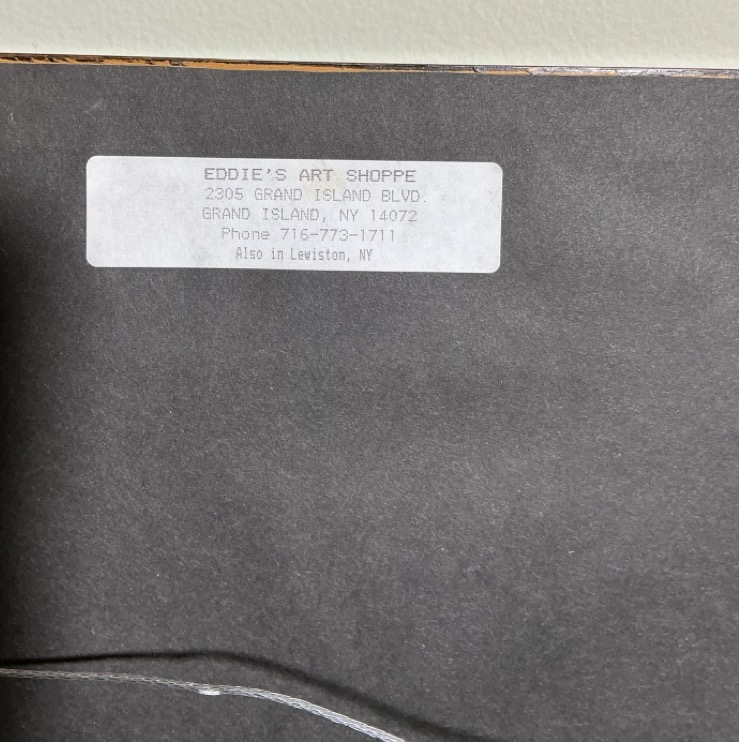 EDDIE'S ART SHOPPE
2305 GRAND ISLAND BLVD.
GRAND ISLAND, NY 14072
Phone 716-773-1711
Also in Lewiston, NY